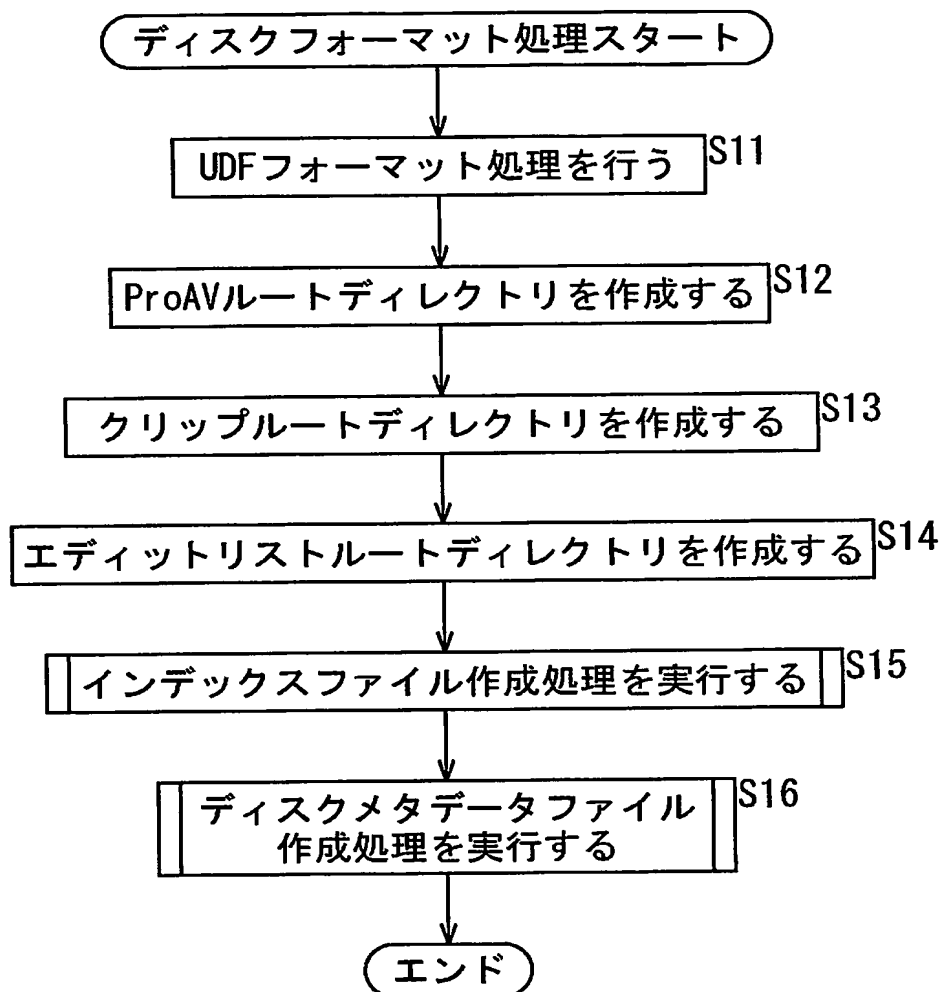 ディスクフォーマット処理スタート
UDFフォーマット処理を行う
S11
ProAVルートディレクトリを作成する
S12
クリップルートディレクトリを作成する
S13
エディットリストルートディレクトリを作成する
S14
インデックスファイル作成処理を実行する
S15
ディスクメタデータファイル
作成処理を実行する
S16
エンド